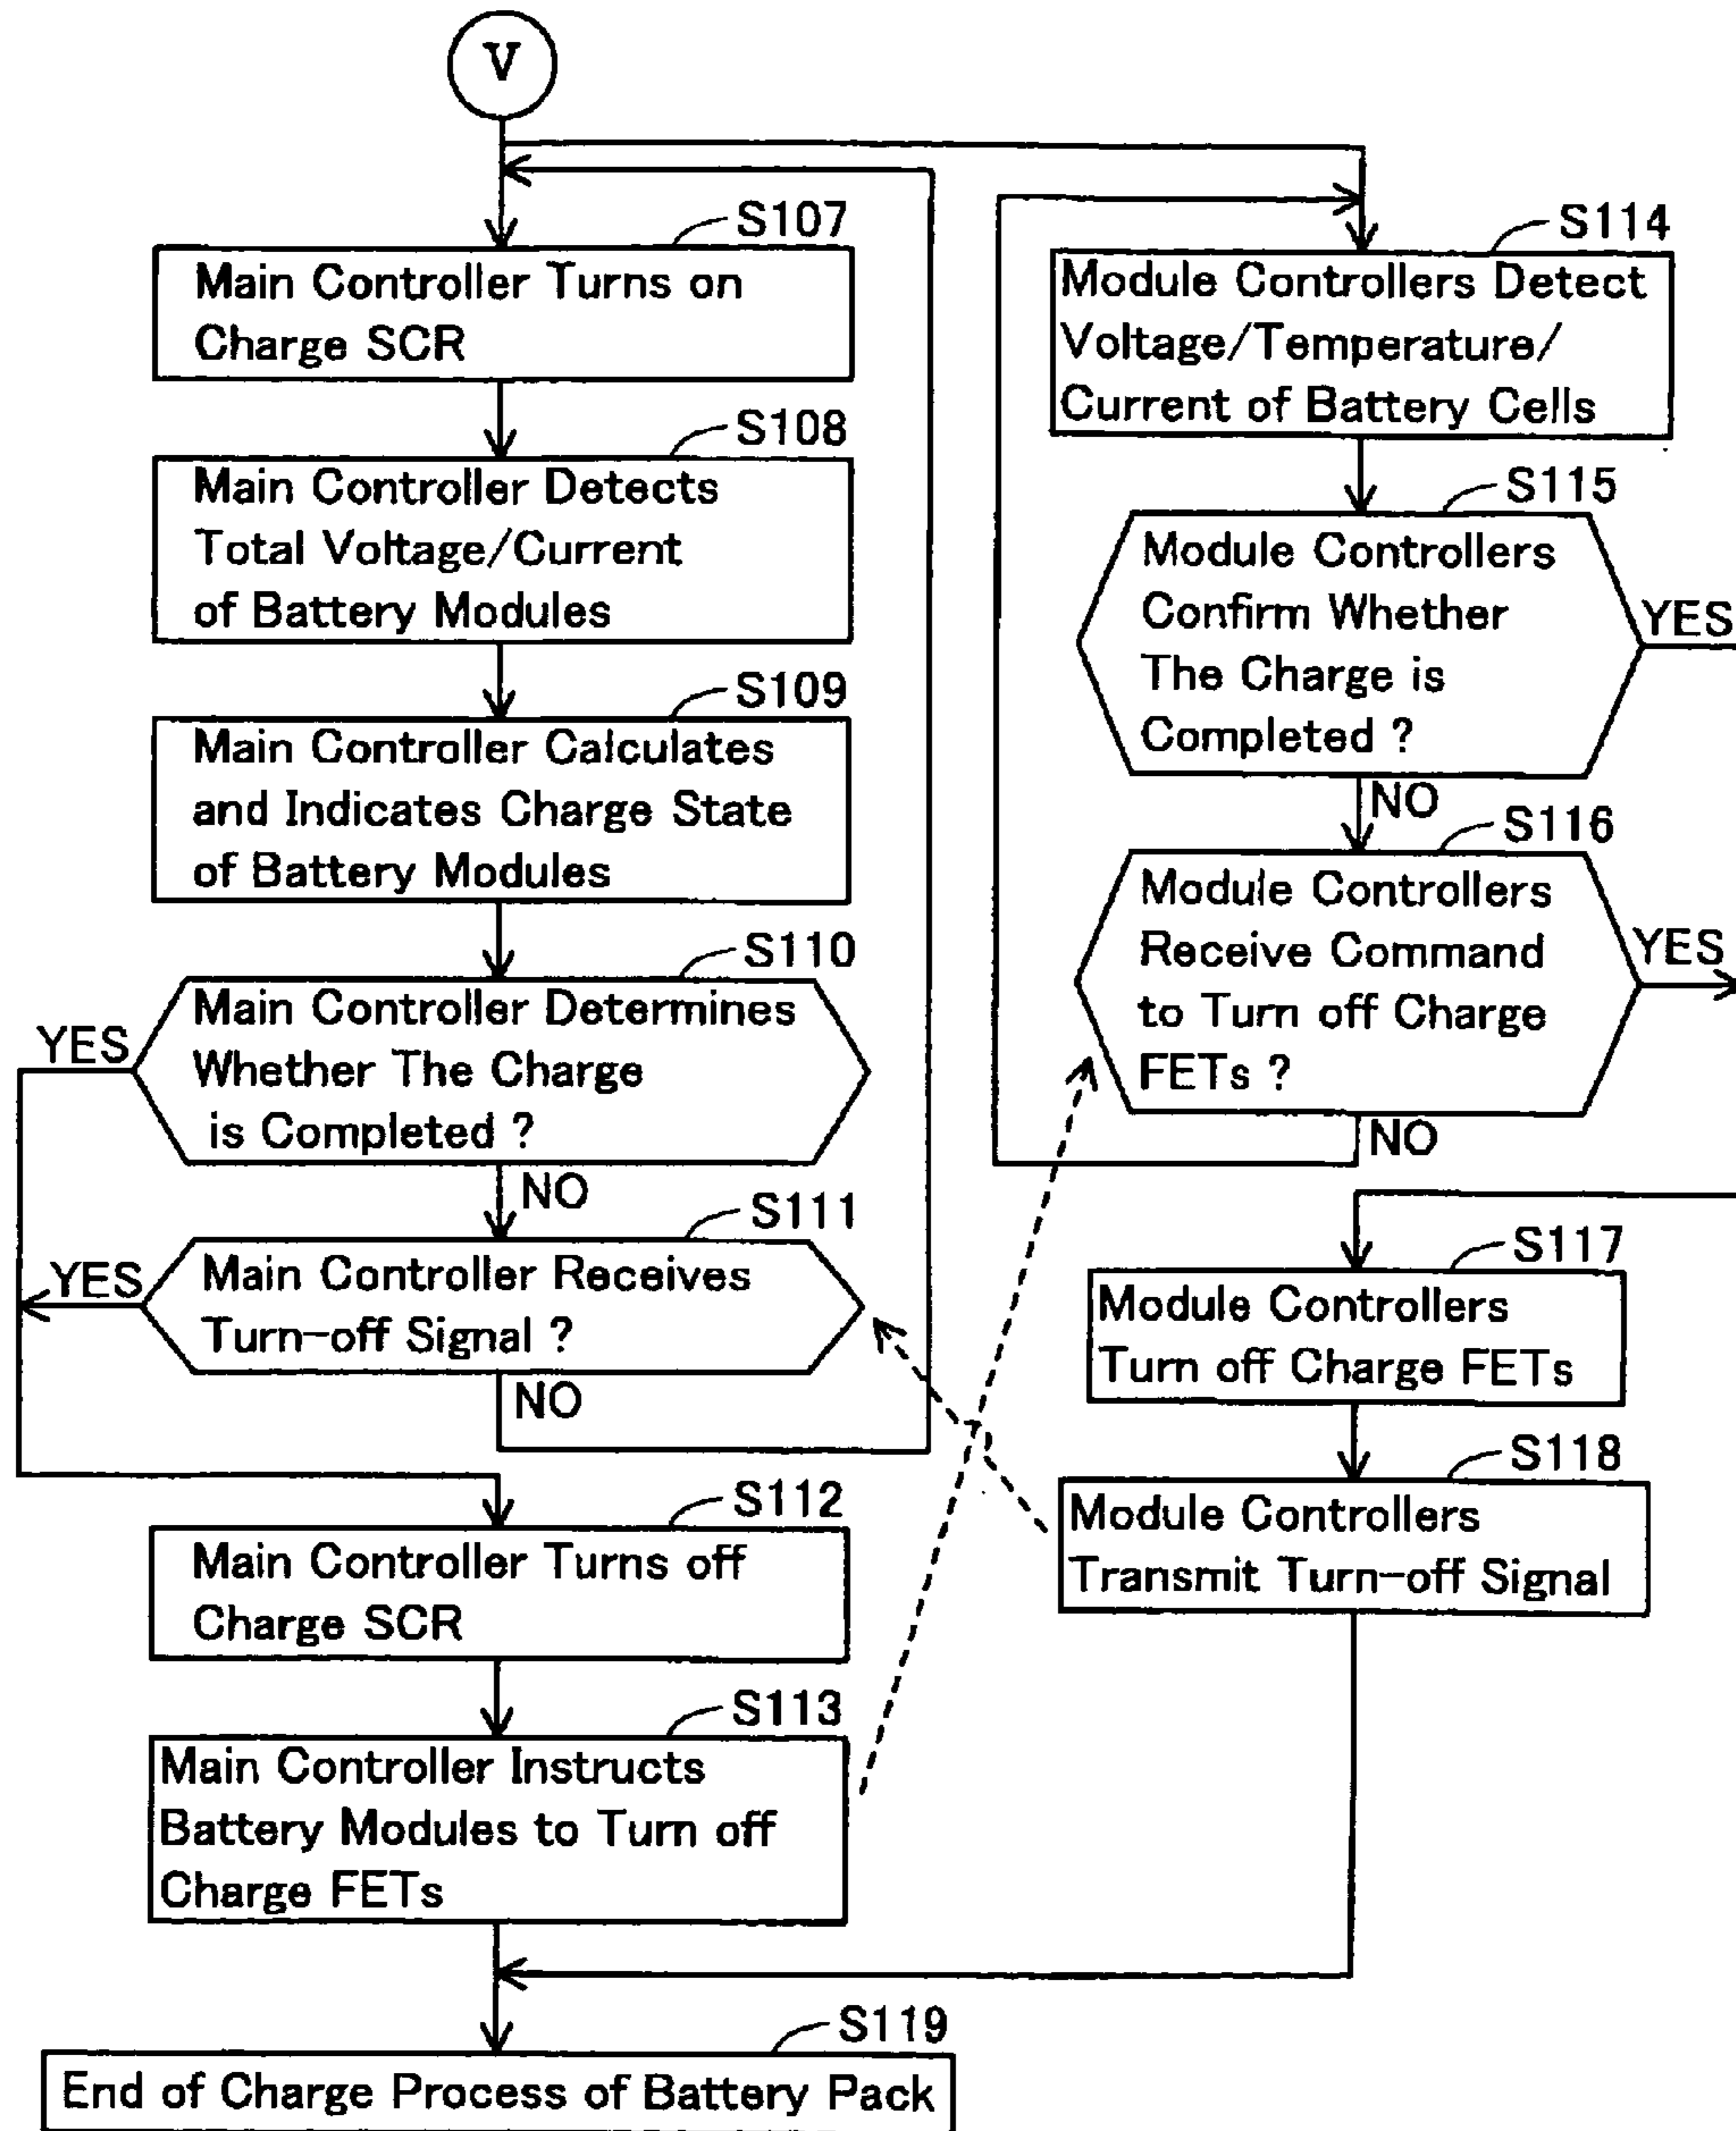 V
S107
Main Controller Turns on
Charge SCR
S108
Main Controller Detects
Total Voltage/Current
of Battery Modules
S109
Main Controller Calculates
and Indicates Charge State
of Battery Modules
S110
Main Controller Determines
Whether The Charge
is Completed ?
YES
NO
S111
Main Controller Receives
Turn-off Signal ?
YES
NO
S112
Main Controller Turns off
Charge SCR
S113
Main Controller Instructs
Battery Modules to Turn off
Charge FETs
S114
Module Controllers Detect
Voltage/Temperature/
Current of Battery Cells
S115
Module Controllers
Confirm Whether
The Charge is
Completed ?
YES
NO
S116
Module Controllers
Receive Command
to Turn off Charge
FETs ?
YES
NO
S117
Module Controllers
Turn off Charge FETs
S118
Module Controllers
Transmit Turn-off Signal
S119
End of Charge Process of Battery Pack